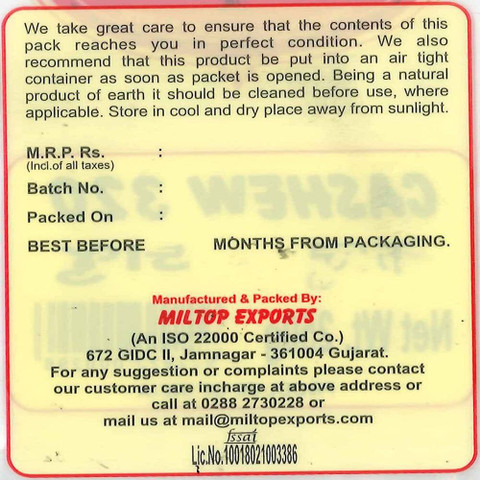 We take great care to ensure that the contents of this
pack reaches you in perfect condition. We also
recommend that this product be put into an air tight
container as soon as packet is opened. Being a natural
product of earth it should be cleaned before use, where
applicable. Store in cool and dry place away from sunlight.
M.R.P. Rs. :
(Incl.of all taxes)
Batch No. :
Packed On :
BEST BEFORE MONTHS FROM PACKAGING.
Manufactured & Packed By:
MILTOP EXPORTS
(An ISO 22000 Certified Co.)
672 GIDC II, Jamnagar - 361004 Gujarat.
For any suggestion or complaints please contact
our customer care incharge at above address or
call at 0288 2730228 or
mail us at mail@miltopexports.com
fssai
Lic.No.10018021003386
CASHEW 320
Net Wt.